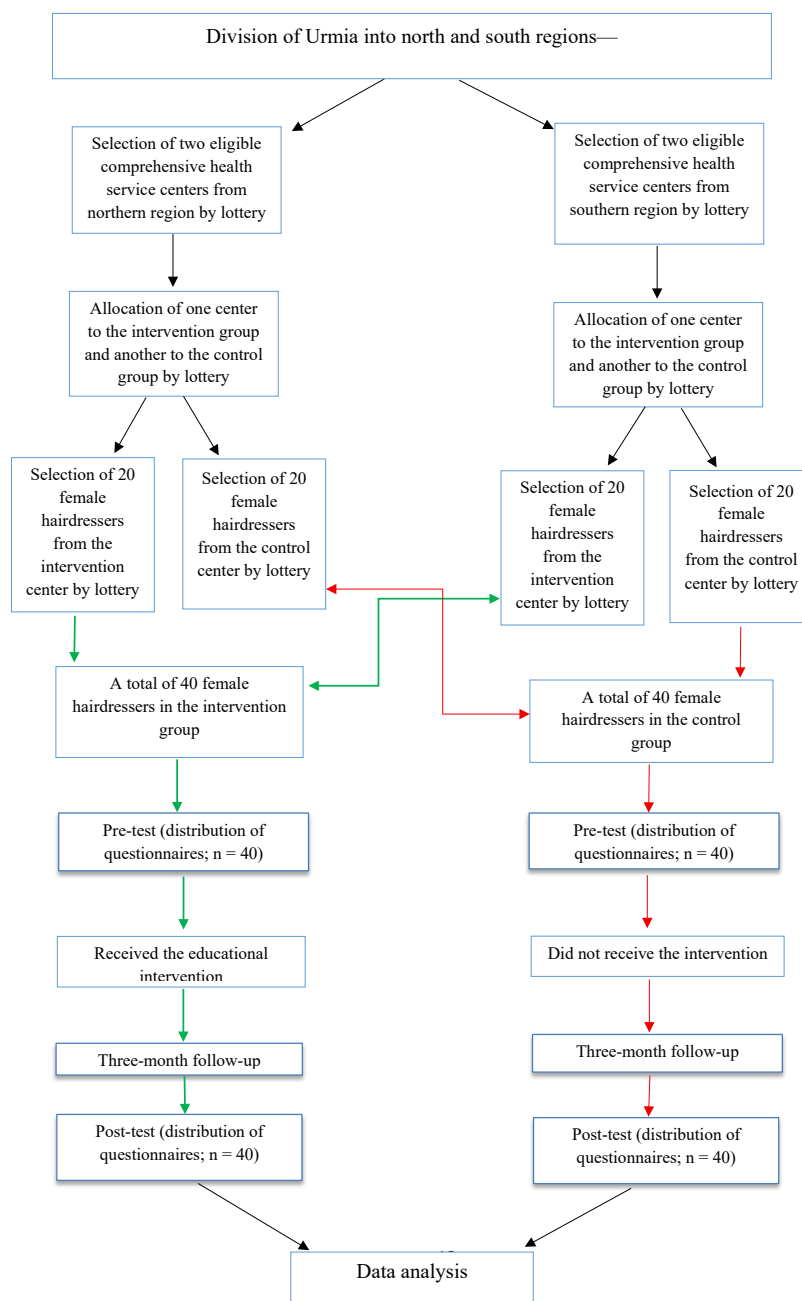 Division of Urmia into north and south regions—
Selection of two eligible
comprehensive health
service centers from
northern region by lottery
Selection of two eligible
comprehensive health
service centers from
southern region by lottery
Allocation of one center
to the intervention group
and another to the control
group by lottery
Allocation of one center
to the intervention group
and another to the control
group by lottery
Selection of 20
female
hairdressers
from the
intervention
center by lottery
Selection of 20
female
hairdressers
from the control
center by lottery
Selection of 20
female
hairdressers
from the
intervention
center by lottery
Selection of 20
female
hairdressers
from the control
center by lottery
A total of 40 female
hairdressers in the intervention
group
A total of 40 female
hairdressers in the control
group
Pre-test (distribution of
questionnaires; n = 40)
Pre-test (distribution of
questionnaires; n = 40)
Received the educational
intervention
Did not receive the intervention
Three-month follow-up
Three-month follow-up
Post-test (distribution of
questionnaires; n = 40)
Post-test (distribution of
questionnaires; n = 40)
Data analysis